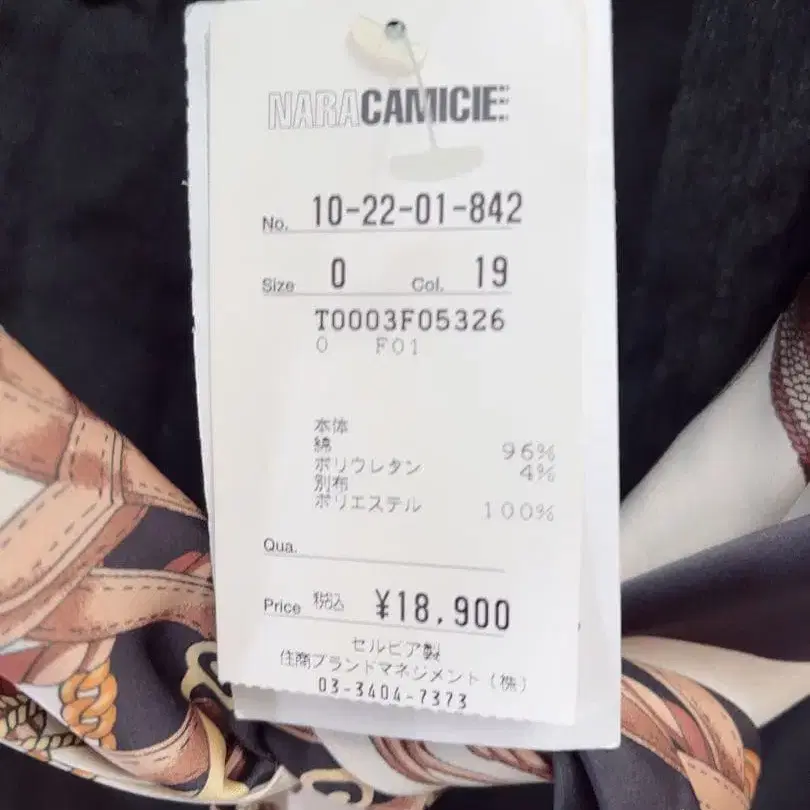 NARACAMICIE
No. 10-22-01-842
Size 0 Col. 19
T0003F05326
0 F01
本体
綿 96%
ポリウレタン 4%
別布
ポリエステル 100%
Qua.
Price 税込 ¥18,900
セルビア製
住商ブランドマネジメント(株)
03-3404-7373